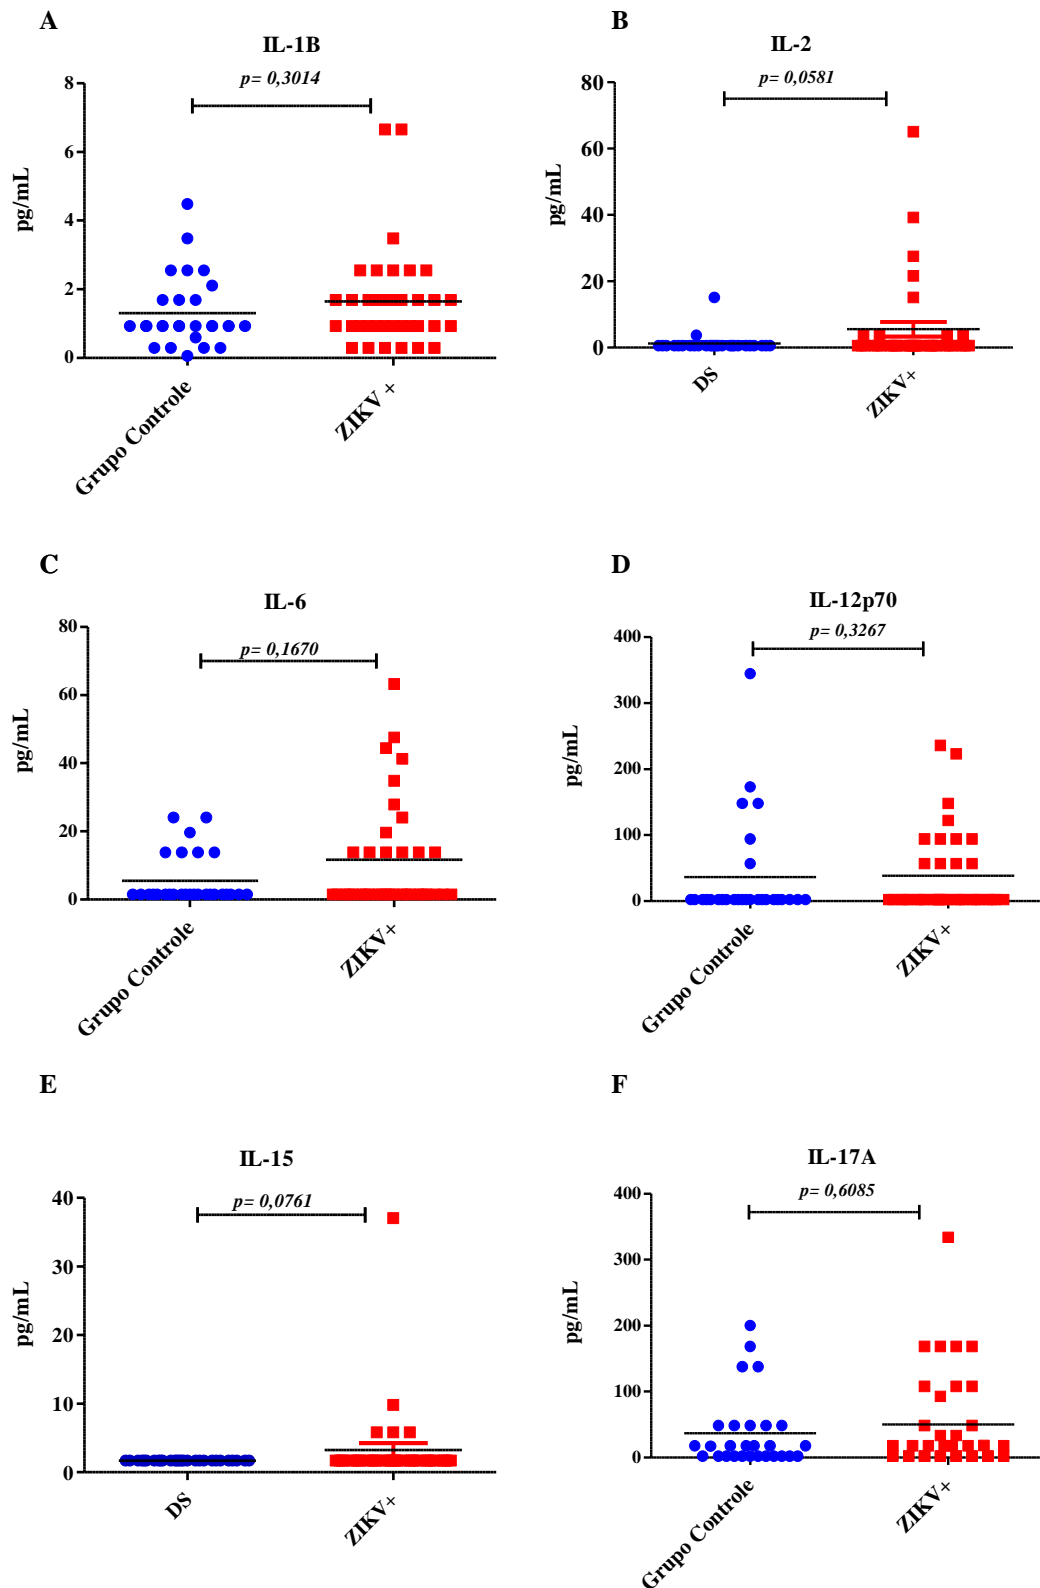 A
IL-1B
p= 0,3014
8
6
4
2
0
pg/mL
Grupo Controle
ZIKV +
B
IL-2
p= 0,0581
80
60
40
20
0
pg/mL
DS
ZIKV+
C
IL-6
p= 0,1670
80
60
40
20
0
pg/mL
Grupo Controle
ZIKV+
D
IL-12p70
p= 0,3267
400
300
200
100
0
pg/mL
Grupo Controle
ZIKV+
E
IL-15
p= 0,0761
40
30
20
10
0
pg/mL
DS
ZIKV+
F
IL-17A
p= 0,6085
400
300
200
100
0
pg/mL
Grupo Controle
ZIKV+